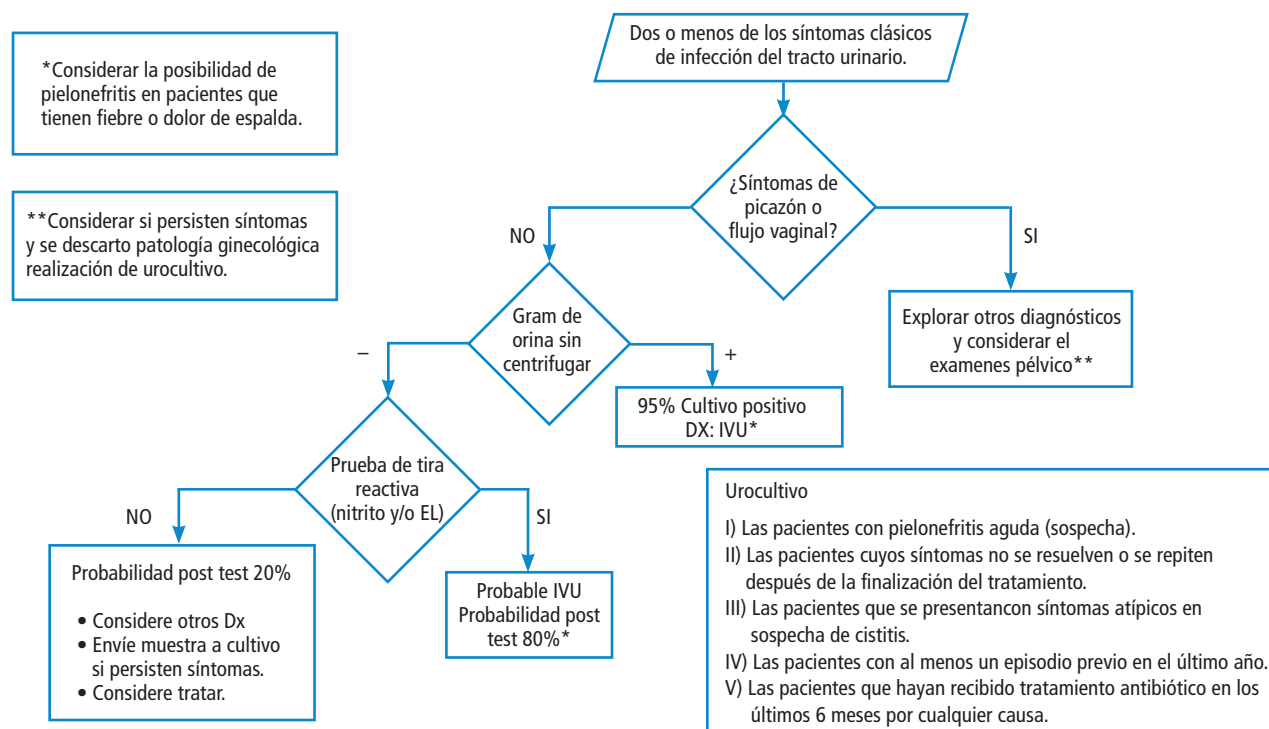 *Considerar la posibilidad de
pielonefritis en pacientes que
tienen fiebre o dolor de espalda.
**Considerar si persisten síntomas
y se descarto patología ginecológica
realización de urocultivo.
Dos o menos de los síntomas clásicos
de infección del tracto urinario.
¿Síntomas de
picazón o
flujo vaginal?
NO
SI
Gram de
orina sin
centrifugar
Explorar otros diagnósticos
y considerar el
examenes pélvico**
–
+
95% Cultivo positivo
DX: IVU*
Prueba de tira
reactiva
(nitrito y/o EL)
NO
SI
Probabilidad post test 20%
• Considere otros Dx
• Envíe muestra a cultivo
si persisten síntomas.
• Considere tratar.
Probable IVU
Probabilidad post
test 80%*
Urocultivo
I) Las pacientes con pielonefritis aguda (sospecha).
II) Las pacientes cuyos síntomas no se resuelven o se repiten
después de la finalización del tratamiento.
III) Las pacientes que se presentancon síntomas atípicos en
sospecha de cistitis.
IV) Las pacientes con al menos un episodio previo en el último año.
V) Las pacientes que hayan recibido tratamiento antibiótico en los
últimos 6 meses por cualquier causa.